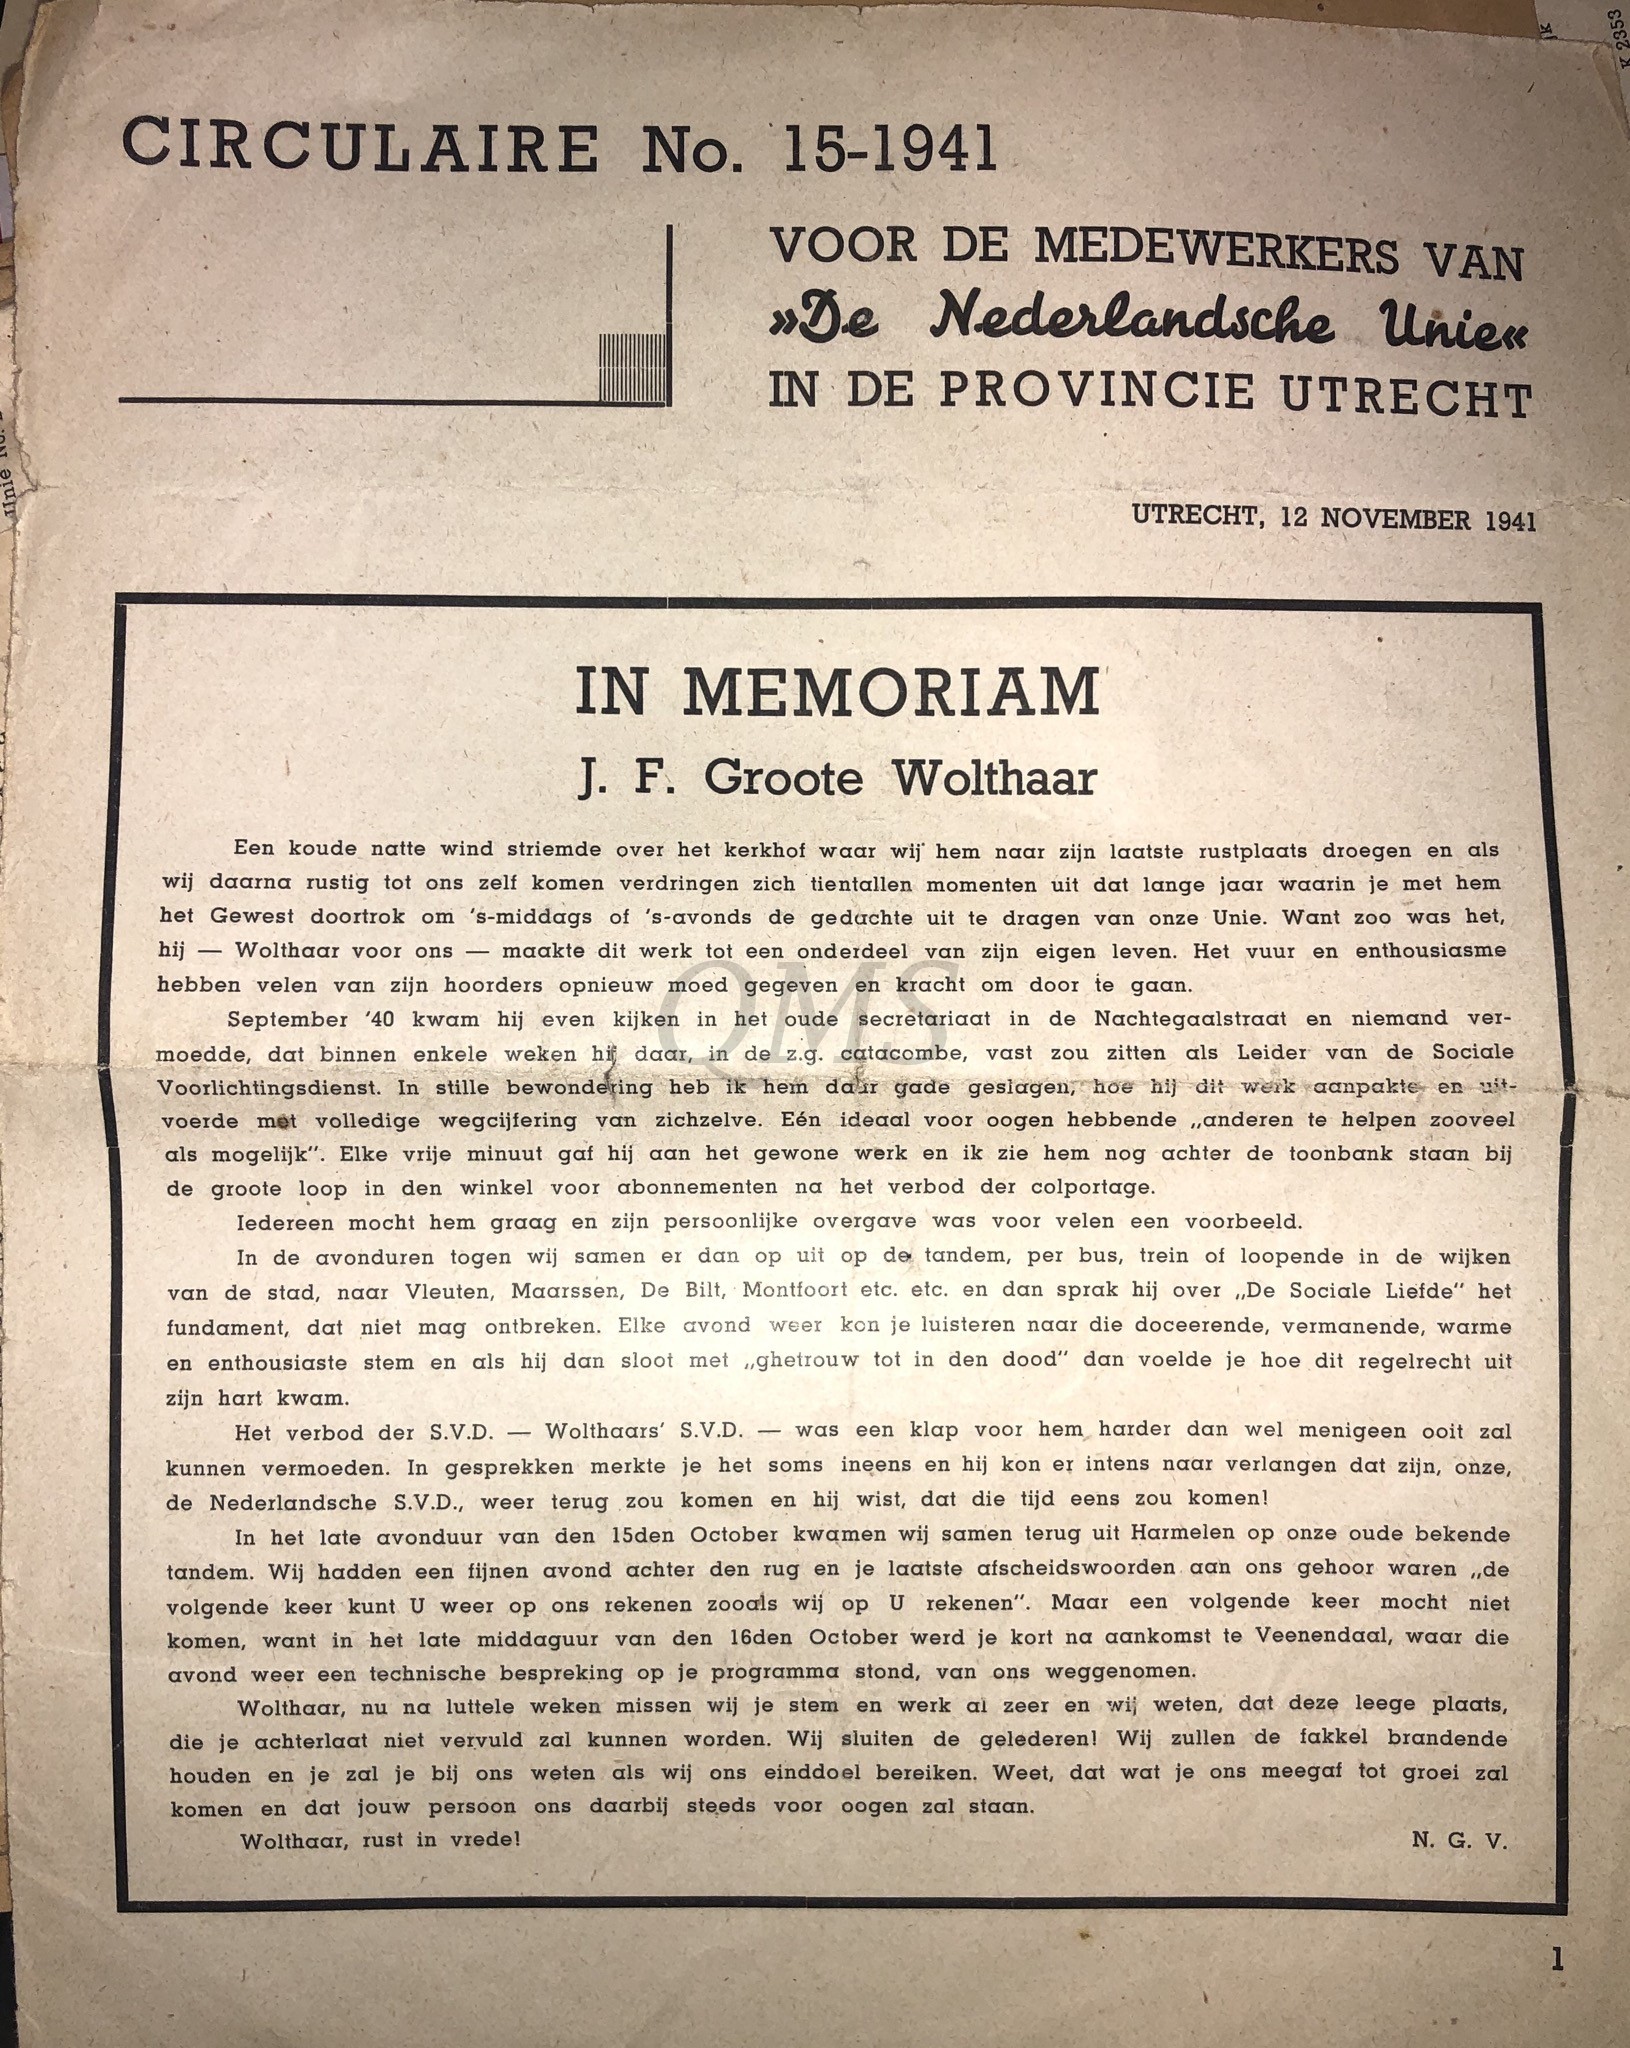 K 2353
CIRCULAIRE No. 15-1941
VOOR DE MEDEWERKERS VAN
»De Nederlandsche Unie«
IN DE PROVINCIE UTRECHT
Unie No.
UTRECHT, 12 NOVEMBER 1941
IN MEMORIAM
J. F. Groote Wolthaar
Een koude natte wind striemde over het kerkhof waar wij hem naar zijn laatste rustplaats droegen en als
wij daarna rustig tot ons zelf komen verdringen zich tientallen momenten uit dat lange jaar waarin je met hem
het Gewest doortrok om 's-middags of 's-avonds de gedachte uit te dragen van onze Unie. Want zoo was het,
hij — Wolthaar voor ons — maakte dit werk tot een onderdeel van zijn eigen leven. Het vuur en enthousiasme
hebben velen van zijn hoorders opnieuw moed gegeven en kracht om door te gaan.
QMS
September '40 kwam hij even kijken in het oude secretariaat in de Nachtegaalstraat en niemand ver-
moedde, dat binnen enkele weken hij daar, in de z.g. catacombe, vast zou zitten als Leider van de Sociale
Voorlichtingsdienst. In stille bewondering heb ik hem daar gade geslagen, hoe hij dit werk aanpakte en uit-
voerde met volledige wegcijfering van zichzelve. Eén ideaal voor oogen hebbende „anderen te helpen zooveel
als mogelijk". Elke vrije minuut gaf hij aan het gewone werk en ik zie hem nog achter de toonbank staan bij
de groote loop in den winkel voor abonnementen na het verbod der colportage.
Iedereen mocht hem graag en zijn persoonlijke overgave was voor velen een voorbeeld.
In de avonduren togen wij samen er dan op uit op de tandem, per bus, trein of loopende in de wijken
van de stad, naar Vleuten, Maarssen, De Bilt, Montfoort etc. etc. en dan sprak hij over „De Sociale Liefde" het
fundament, dat niet mag ontbreken. Elke avond weer kon je luisteren naar die doceerende, vermanende, warme
en enthousiaste stem en als hij dan sloot met „ghetrouw tot in den dood" dan voelde je hoe dit regelrecht uit
zijn hart kwam.
Het verbod der S.V.D. — Wolthaars' S.V.D. — was een klap voor hem harder dan wel menigeen ooit zal
kunnen vermoeden. In gesprekken merkte je het soms ineens en hij kon er intens naar verlangen dat zijn, onze,
de Nederlandsche S.V.D., weer terug zou komen en hij wist, dat die tijd eens zou komen!
In het late avonduur van den 15den October kwamen wij samen terug uit Harmelen op onze oude bekende
tandem. Wij hadden een fijnen avond achter den rug en je laatste afscheidswoorden aan ons gehoor waren „de
volgende keer kunt U weer op ons rekenen zooals wij op U rekenen". Maar een volgende keer mocht niet
komen, want in het late middaguur van den 16den October werd je kort na aankomst te Veenendaal, waar die
avond weer een technische bespreking op je programma stond, van ons weggenomen.
Wolthaar, nu na luttele weken missen wij je stem en werk al zeer en wij weten, dat deze leege plaats,
die je achterlaat niet vervuld zal kunnen worden. Wij sluiten de gelederen! Wij zullen de fakkel brandende
houden en je zal je bij ons weten als wij ons einddoel bereiken. Weet, dat wat je ons meegaf tot groei zal
komen en dat jouw persoon ons daarbij steeds voor oogen zal staan.
Wolthaar, rust in vrede! N. G. V.
1